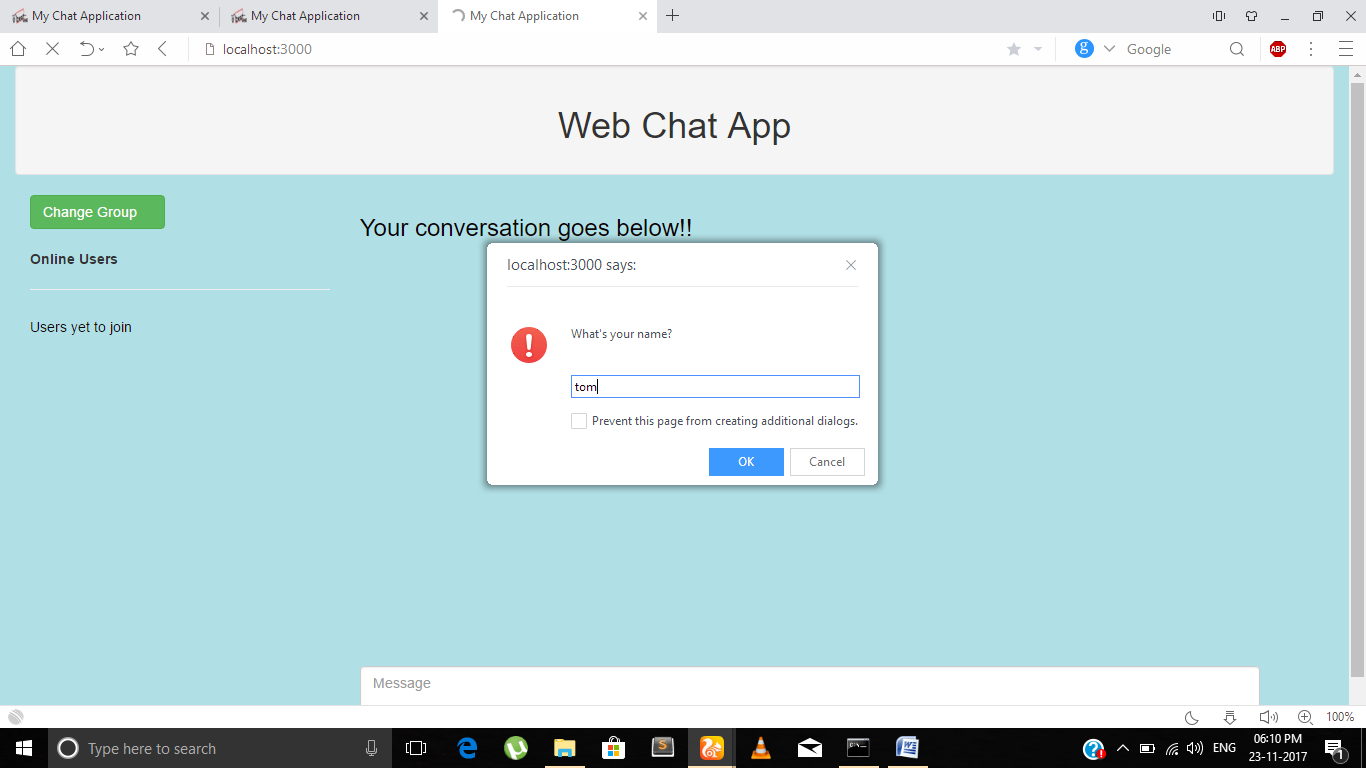 My Chat Application
My Chat Application
My Chat Application
localhost:3000
g
Google
ABP
Web Chat App
Change Group
Your conversation goes below!!
Online Users
Users yet to join
localhost:3000 says:
What's your name?
tom
Prevent this page from creating additional dialogs.
OK
Cancel
Message
100%
Type here to search
ENG
06:10 PM
23-11-2017
1